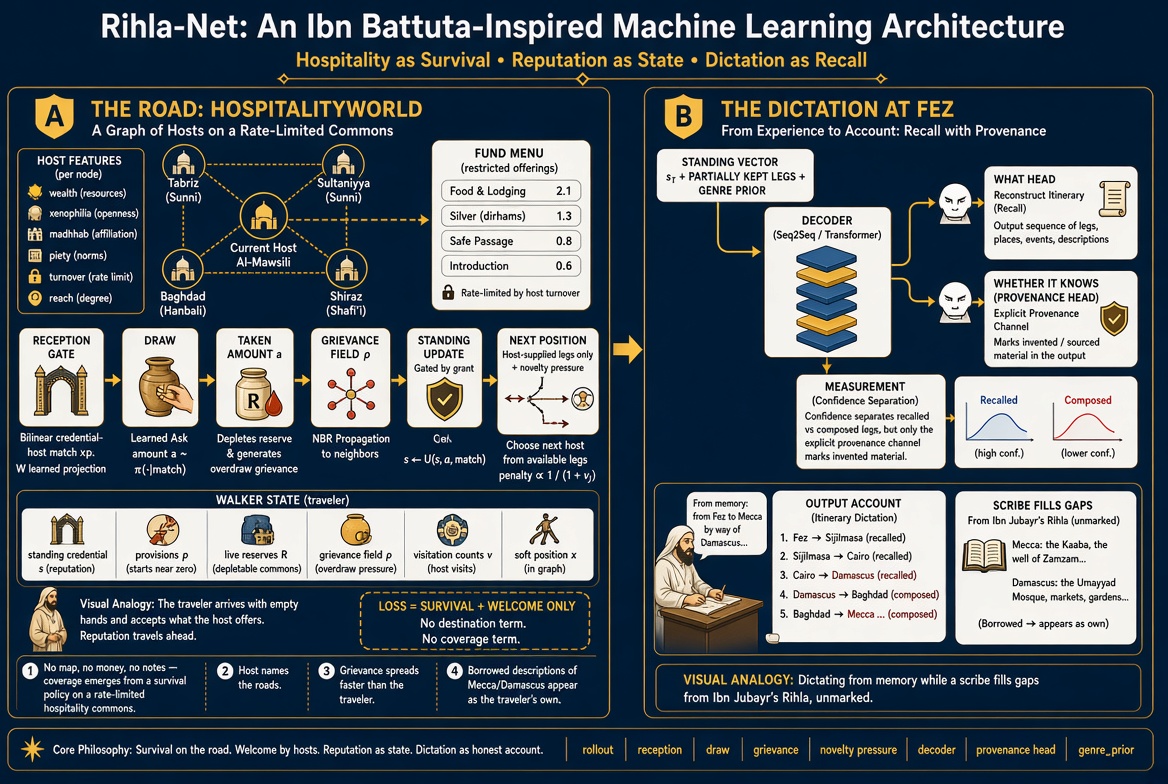 Rihla-Net: An Ibn Battuta-Inspired Machine Learning Architecture
Hospitality as Survival • Reputation as State • Dictation as Recall
A
THE ROAD: HOSPITALITYWORLD
A Graph of Hosts on a Rate-Limited Commons
HOST FEATURES
(per node)
wealth (resources)
xenophilia (openness)
madhhab (affiliation)
piety (norms)
turnover (rate limit)
reach (degree)
Tabriz
(Sunni)
Sultaniyya
(Sunni)
Current Host
Al-Mawsili
Baghdad
(Hanbali)
Shiraz
(Shafi'i)
FUND MENU
(restricted offerings)
Food & Lodging 2.1
Silver (dirhams) 1.3
Safe Passage 0.8
Introduction 0.6
Rate-limited by host turnover
RECEPTION
GATE
Bilinear credential-
host match xp.
W learned projection
DRAW
Learned Ask
amount a ~
π(·|match)
TAKEN
AMOUNT a
R
Depletes reserve
& generates
overdraw grievance
GRIEVANCE
FIELD ρ
NBR Propagation
to neighbors
STANDING
UPDATE
Gated by grant
s ← U(s, a, match)
NEXT POSITION
Host-supplied legs only
+ novelty pressure
Choose next host
from available legs
penalty ∝ 1 / (1 + νⱼ)
WALKER STATE (traveler)
standing credential
s (reputation)
provisions p
(starts near zero)
live reserves R
(depletable commons)
grievance field ρ
(overdraw pressure)
visitation counts v
(host visits)
soft position x
(in graph)
Visual Analogy: The traveler arrives with empty
hands and accepts what the host offers.
Reputation travels ahead.
LOSS = SURVIVAL + WELCOME ONLY
No destination term.
No coverage term.
1 No map, no money, no notes —
coverage emerges from a survival
policy on a rate-limited
hospitality commons.
2 Host names
the roads.
3 Grievance spreads
faster than the
traveler.
4 Borrowed descriptions of
Mecca/Damascus appear
as the traveler's own.
B
THE DICTATION AT FEZ
From Experience to Account: Recall with Provenance
STANDING VECTOR
s_T + PARTIALLY KEPT LEGS +
GENRE PRIOR
DECODER
(Seq2Seq / Transformer)
WHAT HEAD
Reconstruct Itinerary
(Recall)
Output sequence of legs,
places, events, descriptions
WHETHER IT KNOWS
(PROVENANCE HEAD)
Explicit Provenance
Channel
Marks invented / sourced
material in the output
MEASUREMENT
(Confidence Separation)
Confidence separates recalled
vs composed legs, but only the
explicit provenance channel
marks invented material.
Recalled
(high conf.)
Composed
(lower conf.)
From memory:
from Fez to Mecca
by way of
Damascus...
OUTPUT ACCOUNT
(Itinerary Dictation)
1. Fez → Sijilmasa (recalled)
2. Sijilmasa → Cairo (recalled)
3. Cairo → Damascus (recalled)
4. Damascus → Baghdad (composed)
5. Baghdad → Mecca ... (composed)
SCRIBE FILLS GAPS
From Ibn Jubayr's Rihla (unmarked)
Mecca: the Kaaba, the
well of Zamzam...
Damascus: the Umayyad
Mosque, markets, gardens...
(Borrowed → appears as own)
VISUAL ANALOGY: Dictating from memory while a scribe fills gaps
from Ibn Jubayr's Rihla, unmarked.
Core Philosophy: Survival on the road. Welcome by hosts. Reputation as state. Dictation as honest account.
rollout
reception
draw
grievance
novelty pressure
decoder
provenance head
genre_prior